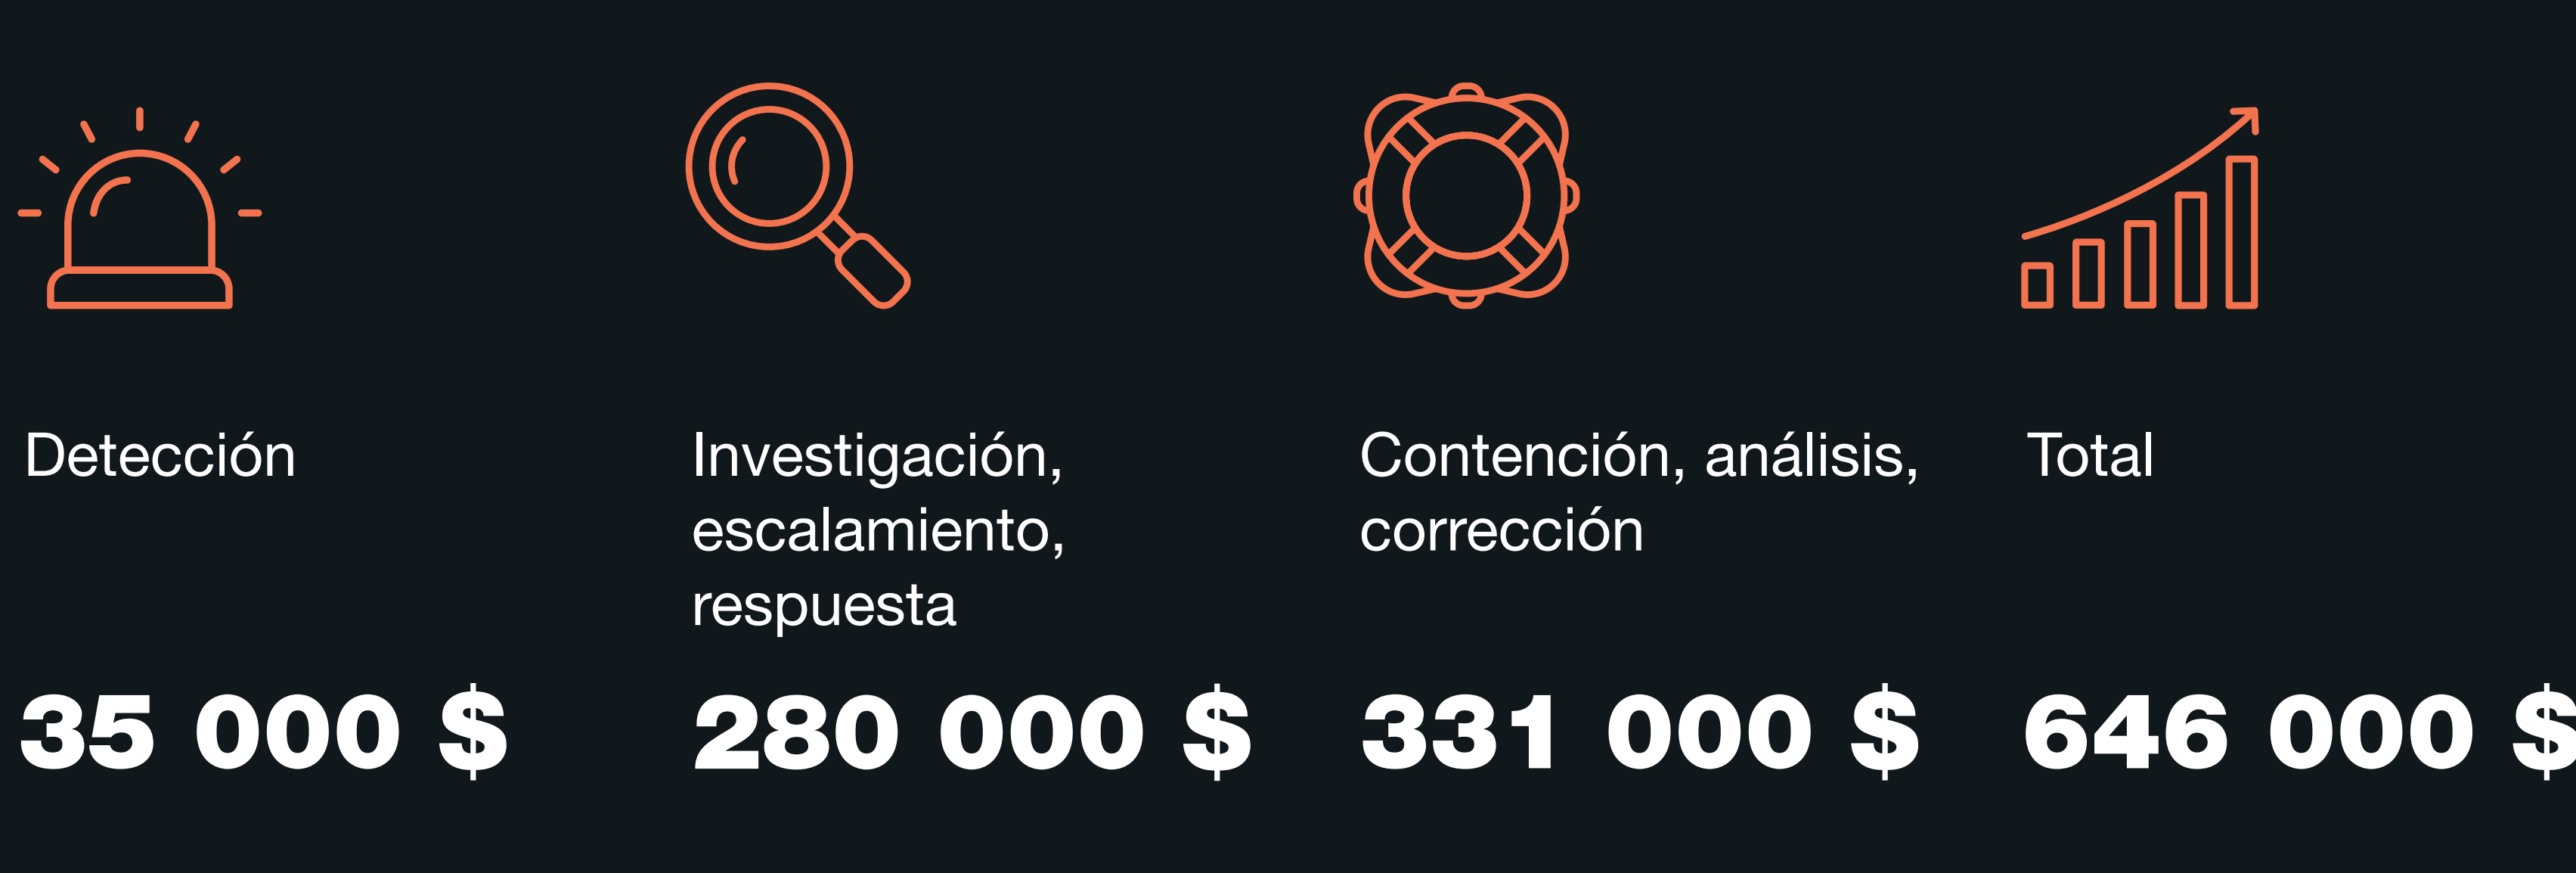 Detección
35 000 $
Investigación,
escalamiento,
respuesta
280 000 $
Contención, análisis,
corrección
331 000 $
Total
646 000 $